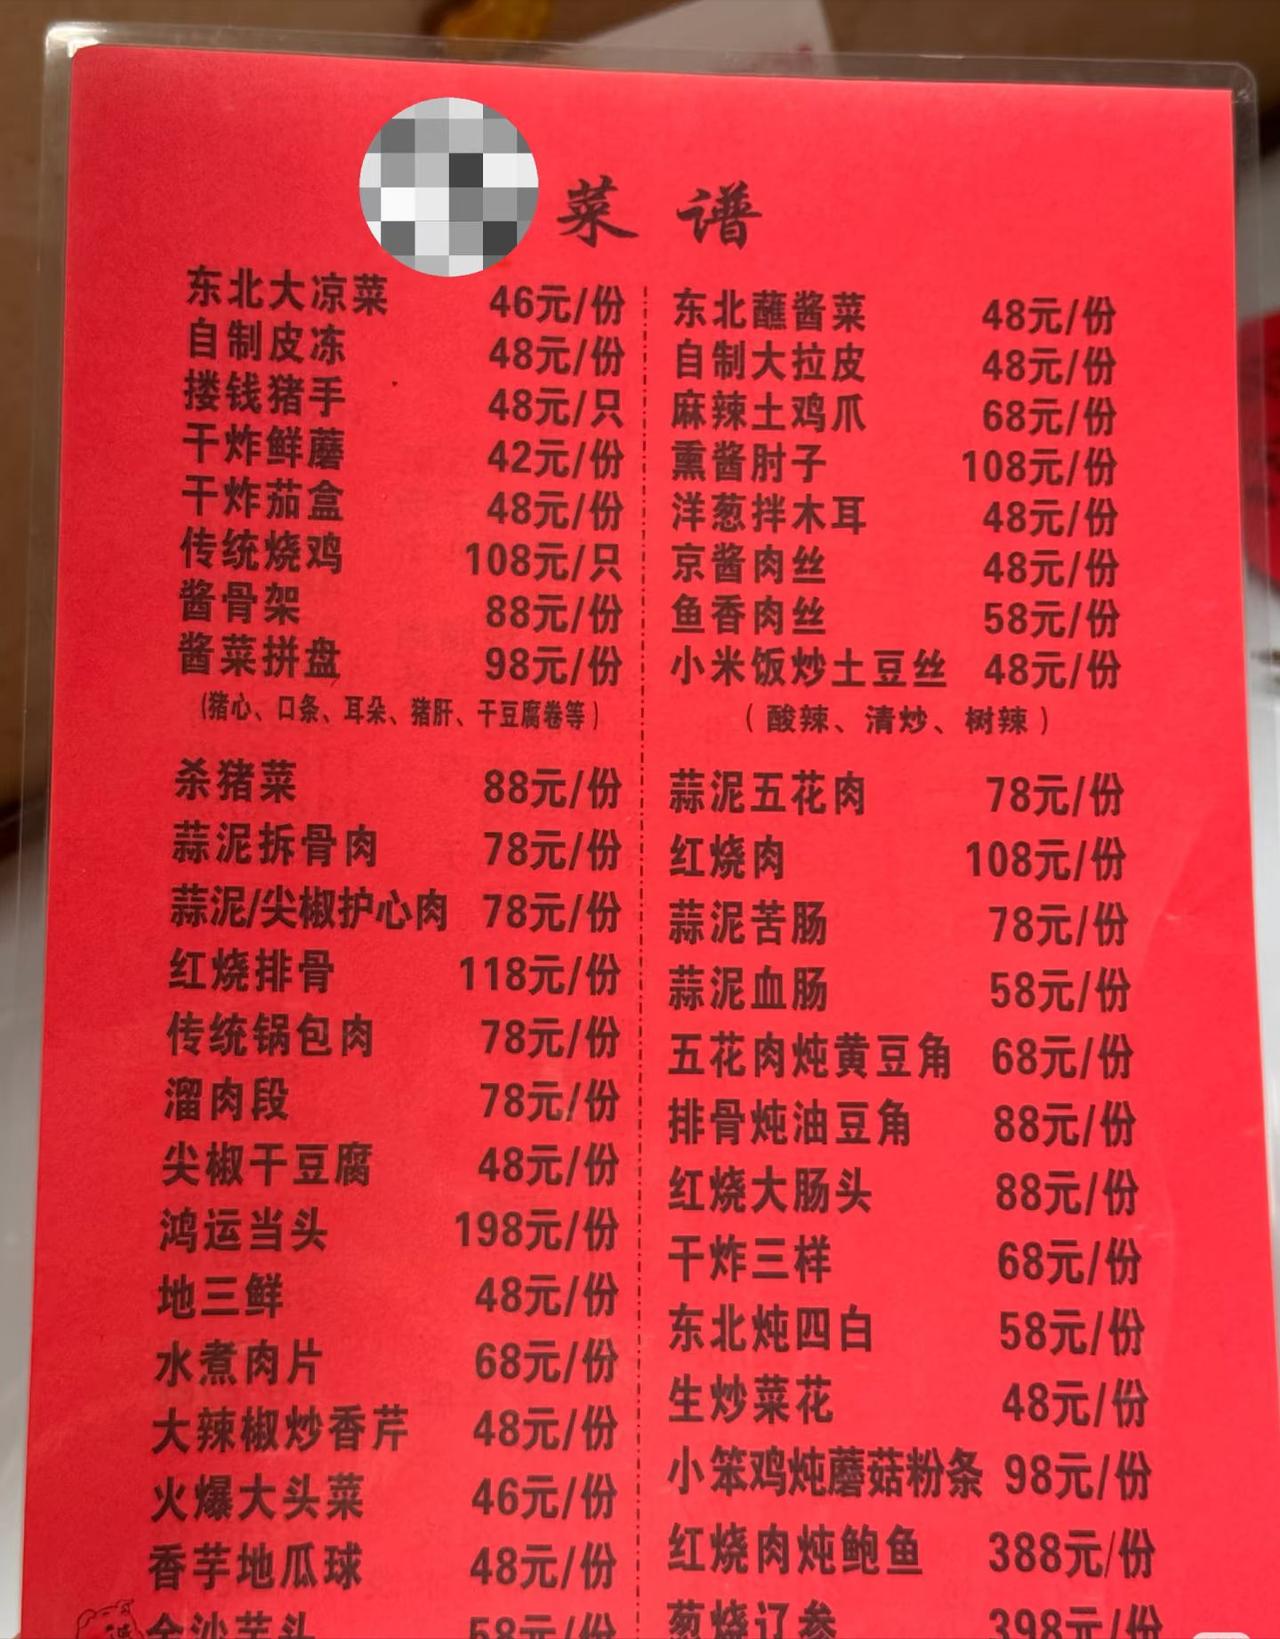 菜 谱
东北大凉菜 46元/份
自制皮冻 48元/份
搂钱猪手 48元/只
干炸鲜蘑 42元/份
干炸茄盒 48元/份
传统烧鸡 108元/只
酱骨架 88元/份
酱菜拼盘 98元/份
(猪心、口条、耳朵、猪肝、干豆腐卷等)
杀猪菜 88元/份
蒜泥拆骨肉 78元/份
蒜泥/尖椒护心肉 78元/份
红烧排骨 118元/份
传统锅包肉 78元/份
溜肉段 78元/份
尖椒干豆腐 48元/份
鸿运当头 198元/份
地三鲜 48元/份
水煮肉片 68元/份
大辣椒炒香芹 48元/份
火爆大头菜 46元/份
香芋地瓜球 48元/份
金沙芋头 58元/份
东北蘸酱菜 48元/份
自制大拉皮 48元/份
麻辣土鸡爪 68元/份
熏酱肘子 108元/份
洋葱拌木耳 48元/份
京酱肉丝 48元/份
鱼香肉丝 58元/份
小米饭炒土豆丝 48元/份
(酸辣、清炒、树辣)
蒜泥五花肉 78元/份
红烧肉 108元/份
蒜泥苦肠 78元/份
蒜泥血肠 58元/份
五花肉炖黄豆角 68元/份
排骨炖油豆角 88元/份
红烧大肠头 88元/份
干炸三样 68元/份
东北炖四白 58元/份
生炒菜花 48元/份
小笨鸡炖蘑菇粉条 98元/份
红烧肉炖鲍鱼 388元/份
葱烧辽参 398元/份